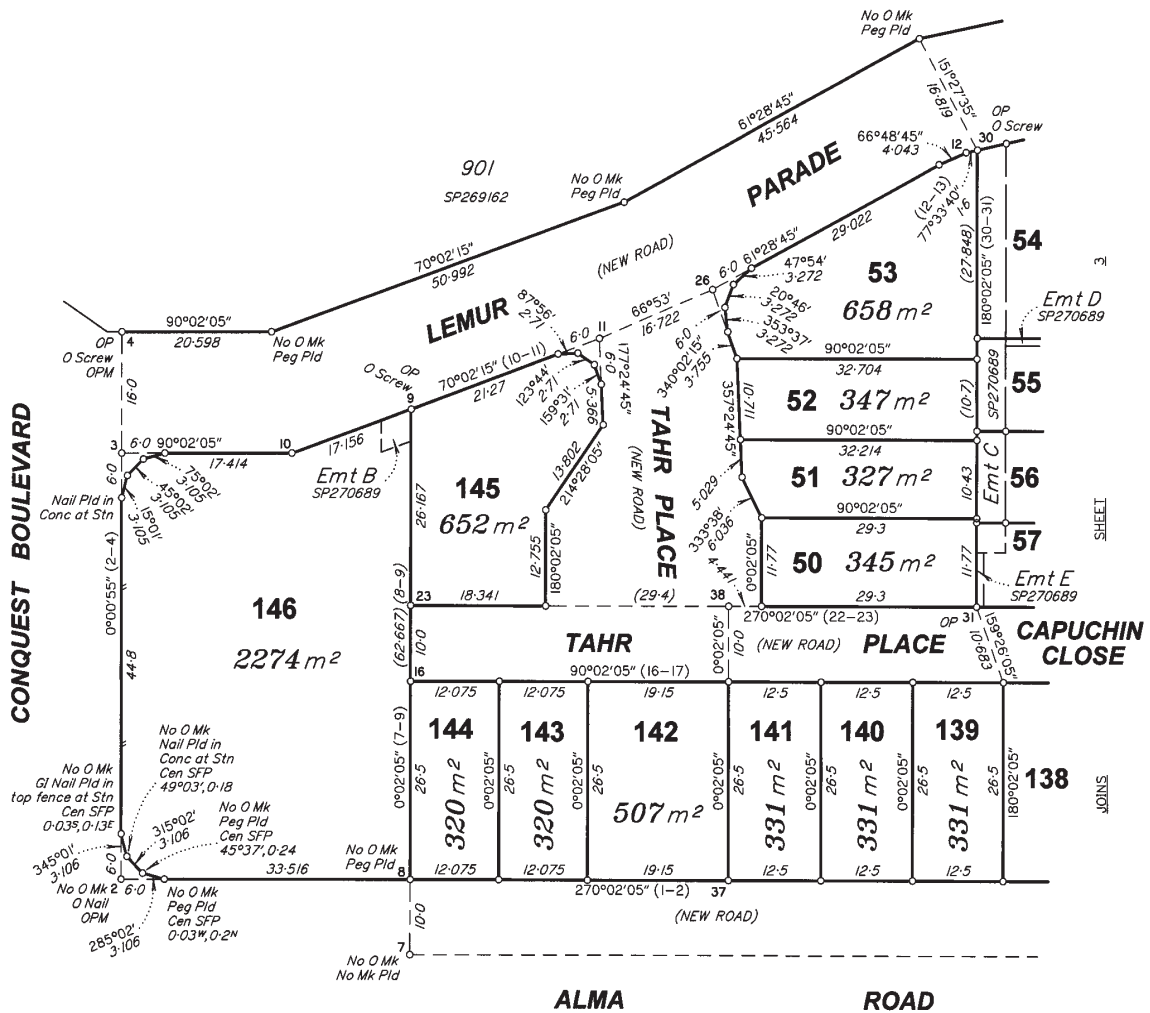 No O Mk
Peg Pld
151°27'35"
16·819
OP
O Screw
61°28'45"
45·564
66°48'45"
4·043
12
30
901
SP269162
No O Mk
Peg Pld
PARADE
(12-13)
77°33'40"
1·6
(27·848)
180°02'05" (30-31)
54
3
70°02'15"
50·992
(NEW ROAD)
61°28'45"
29·022
6·0
47°54'
3·272
53
658 m²
26
20°46'
3·272
353°37'
3·272
6·0
66°53'
16·722
Emt D
SP270689
LEMUR
87°56'
2·71
6·0
11
90°02'05"
20·598
4
OP
O Screw
OPM
No O Mk
Peg Pld
OP
O Screw
70°02'15" (10-11)
21·27
123°44'
2·71
159°31'
2·71
6·0
5·366
177°24'45"
340°02'15"
3·755
90°02'05"
32·704
SP270689
55
16·0
9
357°24'45"
10·711
52 347 m²
(10·7)
CONQUEST BOULEVARD
3
6·0
90°02'05"
17·414
10
17·156
TAHR PLACE
(NEW ROAD)
90°02'05"
32·214
6·0
75°02'
3·105
45°02'
3·105
15°01'
3·105
Nail Pld in
Conc at Stn
Emt B
SP270689
145
652 m²
13·802
214°28'05"
5·029
51 327 m²
10·43
Emt C
56
26·167
333°38'
6·036
90°02'05"
29·3
57
SHEET
0°00'55" (2-4)
12·755
180°02'05"
0°02'05"
11·77
50 345 m²
11·77
Emt E
SP270689
(8-9)
4·441
146
2274 m²
23
18·341
(29·4)
38
29·3
270°02'05" (22-23)
OP
31
159°26'05"
10·683
CAPUCHIN
CLOSE
(62·667)
10·0
TAHR
0°02'05"
10·0
(NEW ROAD)
PLACE
44·8
16
90°02'05" (16-17)
12·075
12·075
19·15
12·5
12·5
12·5
144
143
142
141
140
139
138
0°02'05" (7-9)
26·5
320 m²
0°02'05"
26·5
320 m²
0°02'05"
26·5
507 m²
0°02'05"
26·5
331 m²
0°02'05"
26·5
331 m²
0°02'05"
26·5
331 m²
26·5
180°02'05"
JOINS
No O Mk
Nail Pld in
Conc at Stn
Cen SFP
49°03',0·18
No O Mk
GI Nail Pld in
top fence at Stn
Cen SFP
0·03ˢ,0·13ᴱ
315°02'
3·106
No O Mk
Peg Pld
Cen SFP
45°37',0·24
345°01'
3·106
6·0
33·516
No O Mk
Peg Pld
8
12·075
12·075
19·15
12·5
12·5
12·5
No O Mk
O Nail
OPM
2
6·0
270°02'05" (1-2)
37
285°02'
3·106
No O Mk
Peg Pld
Cen SFP
0·03ᵂ,0·2ᴺ
10·0
(NEW ROAD)
7
No O Mk
No Mk Pld
ALMA
ROAD